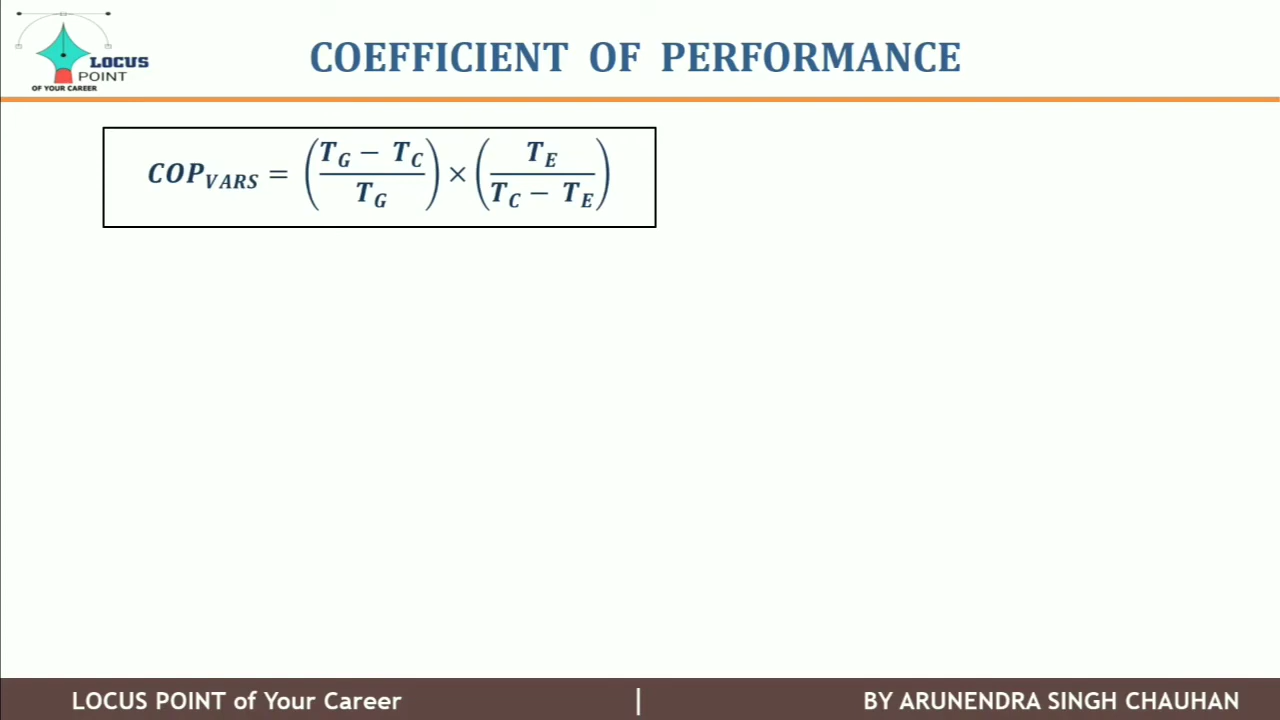 LOCUS
POINT
OF YOUR CAREER
COEFFICIENT OF PERFORMANCE
COP_VARS = ((T_G − T_C) / T_G) × (T_E / (T_C − T_E))
LOCUS POINT of Your Career | BY ARUNENDRA SINGH CHAUHAN